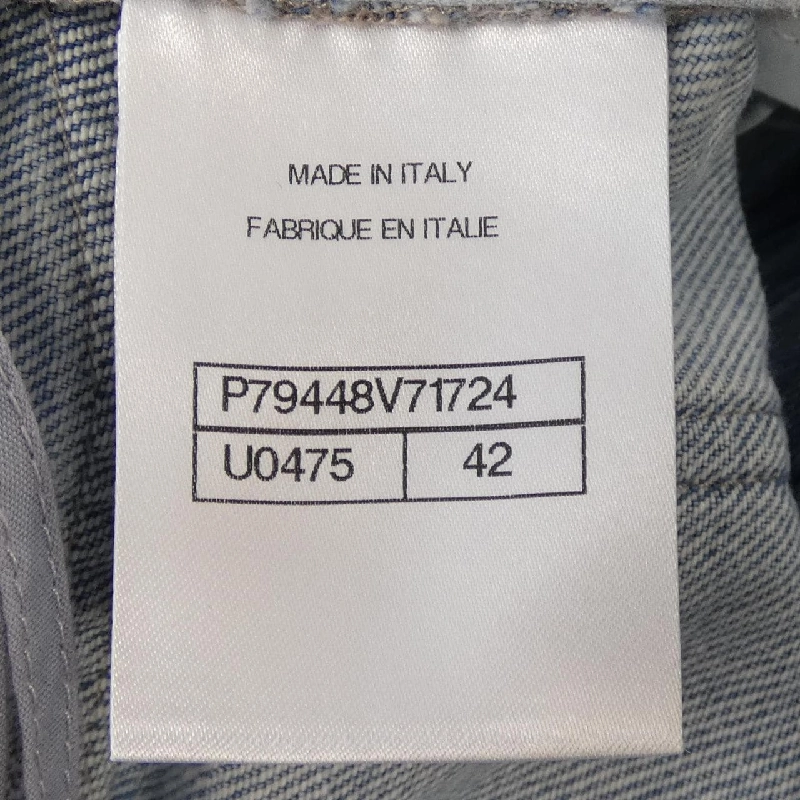 MADE IN ITALY
FABRIQUE EN ITALIE
P79448V71724
U0475 42